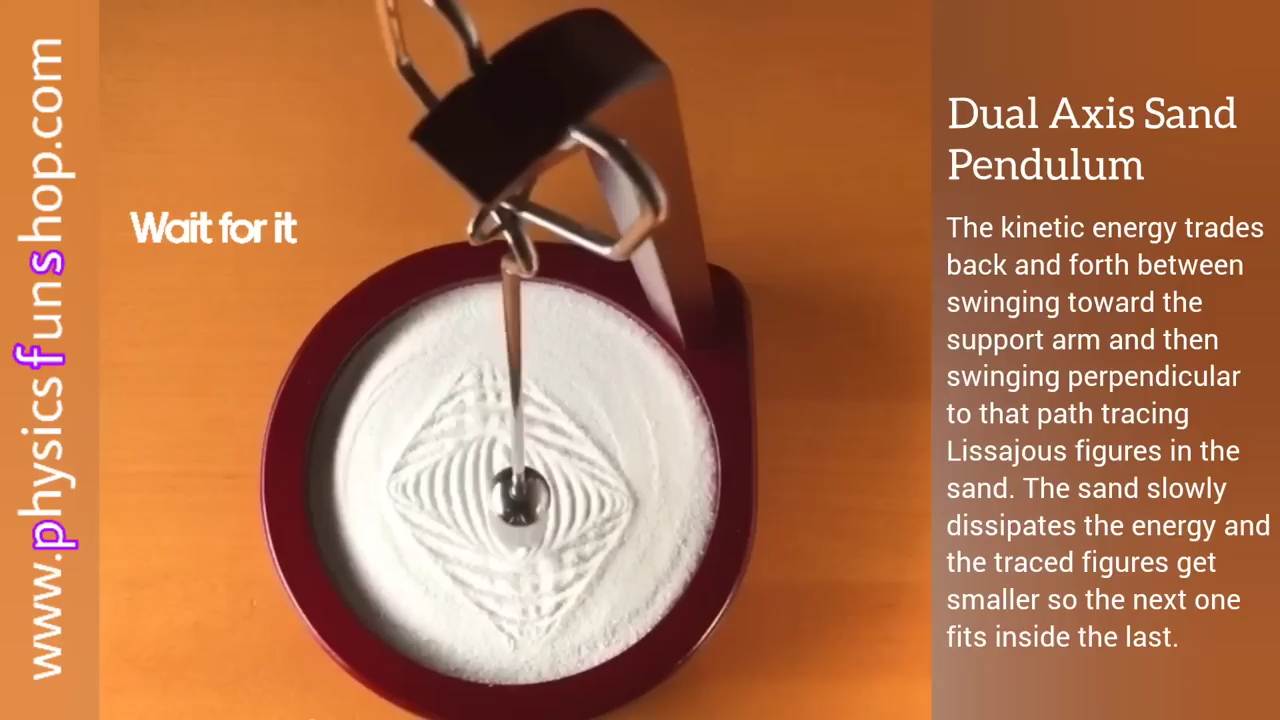 www.physicsfunshop.com
Wait for it
Dual Axis Sand
Pendulum
The kinetic energy trades
back and forth between
swinging toward the
support arm and then
swinging perpendicular
to that path tracing
Lissajous figures in the
sand. The sand slowly
dissipates the energy and
the traced figures get
smaller so the next one
fits inside the last.